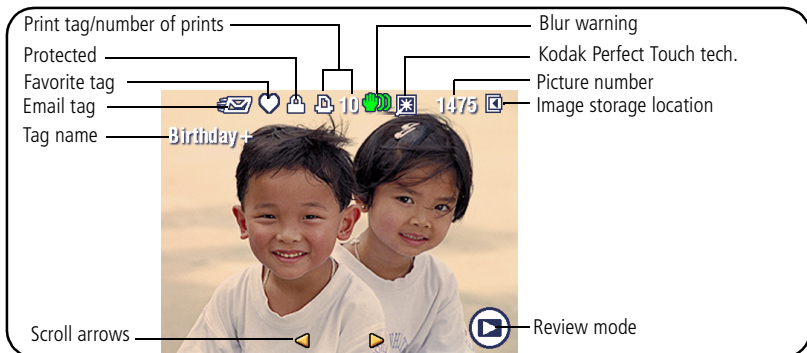 Print tag/number of prints
Protected
Favorite tag
Email tag
Tag name
Blur warning
Kodak Perfect Touch tech.
Picture number
Image storage location
10
1475
Birthday+
Scroll arrows
Review mode